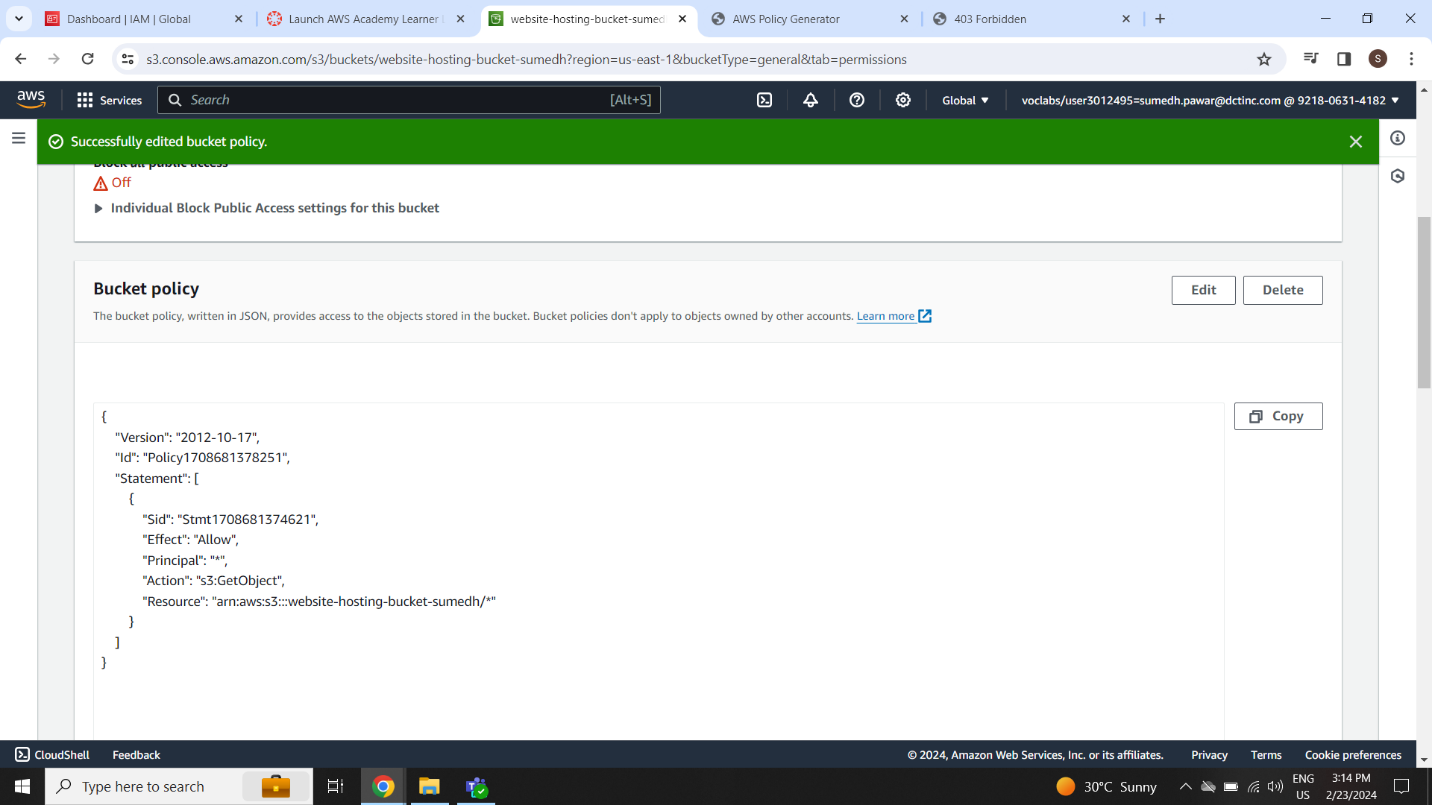 Dashboard | IAM | Global
Launch AWS Academy Learner
website-hosting-bucket-sumed
AWS Policy Generator
403 Forbidden
s3.console.aws.amazon.com/s3/buckets/website-hosting-bucket-sumedh?region=us-east-1&bucketType=general&tab=permissions
S
aws
Services
Search
[Alt+S]
Global
voclabs/user3012495=sumedh.pawar@dctinc.com @ 9218-0631-4182
Successfully edited bucket policy.
Block all public access
Off
Individual Block Public Access settings for this bucket
Bucket policy
Edit
Delete
The bucket policy, written in JSON, provides access to the objects stored in the bucket. Bucket policies don't apply to objects owned by other accounts. Learn more
Copy
{
"Version": "2012-10-17",
"Id": "Policy1708681378251",
"Statement": [
{
"Sid": "Stmt1708681374621",
"Effect": "Allow",
"Principal": "*",
"Action": "s3:GetObject",
"Resource": "arn:aws:s3:::website-hosting-bucket-sumedh/*"
}
]
}
CloudShell
Feedback
© 2024, Amazon Web Services, Inc. or its affiliates.
Privacy
Terms
Cookie preferences
Type here to search
30°C Sunny
ENG
US
3:14 PM
2/23/2024